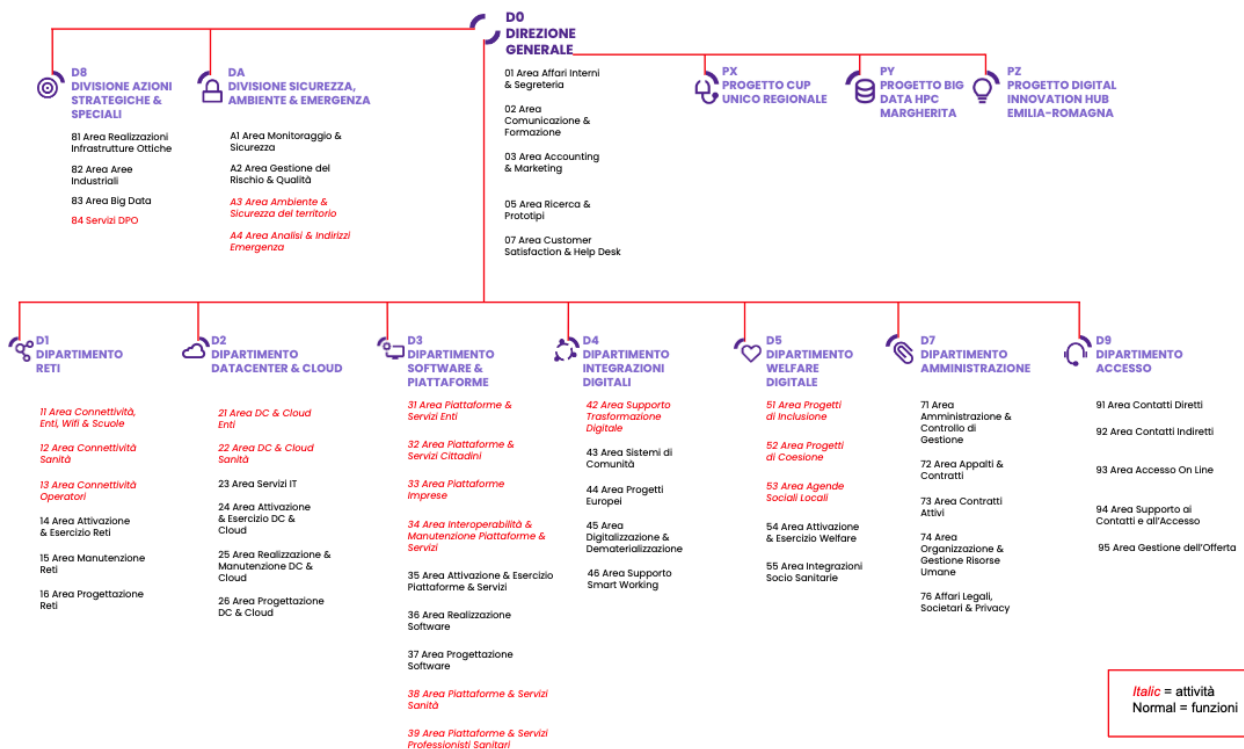 D0
DIREZIONE
GENERALE
01 Area Affari Interni
& Segreteria
02 Area
Comunicazione &
Formazione
03 Area Accounting
& Marketing
05 Area Ricerca &
Prototipi
07 Area Customer
Satisfaction & Help Desk
D8
DIVISIONE AZIONI
STRATEGICHE &
SPECIALI
81 Area Realizzazioni
Infrastrutture Ottiche
82 Area Aree
Industriali
83 Area Big Data
84 Servizi DPO
DA
DIVISIONE SICUREZZA,
AMBIENTE & EMERGENZA
A1 Area Monitoraggio &
Sicurezza
A2 Area Gestione del
Rischio & Qualità
A3 Area Ambiente &
Sicurezza del territorio
A4 Area Analisi & Indirizzi
Emergenza
PX
PROGETTO CUP
UNICO REGIONALE
PY
PROGETTO BIG
DATA HPC
MARGHERITA
PZ
PROGETTO DIGITAL
INNOVATION HUB
EMILIA-ROMAGNA
D1
DIPARTIMENTO
RETI
11 Area Connettività,
Enti, Wifi & Scuole
12 Area Connettività
Sanità
13 Area Connettività
Operatori
14 Area Attivazione
& Esercizio Reti
15 Area Manutenzione
Reti
16 Area Progettazione
Reti
D2
DIPARTIMENTO
DATACENTER & CLOUD
21 Area DC & Cloud
Enti
22 Area DC & Cloud
Sanità
23 Area Servizi IT
24 Area Attivazione
& Esercizio DC &
Cloud
25 Area Realizzazione &
Manutenzione DC &
Cloud
26 Area Progettazione
DC & Cloud
D3
DIPARTIMENTO
SOFTWARE &
PIATTAFORME
31 Area Piattaforme &
Servizi Enti
32 Area Piattaforme &
Servizi Cittadini
33 Area Piattaforme
Imprese
34 Area Interoperabilità &
Manutenzione Piattaforme &
Servizi
35 Area Attivazione & Esercizio
Piattaforme & Servizi
36 Area Realizzazione
Software
37 Area Progettazione
Software
38 Area Piattaforme & Servizi
Sanità
39 Area Piattaforme & Servizi
Professionisti Sanitari
D4
DIPARTIMENTO
INTEGRAZIONI
DIGITALI
42 Area Supporto
Trasformazione
Digitale
43 Area Sistemi di
Comunità
44 Area Progetti
Europei
45 Area
Digitalizzazione &
Dematerializzazione
46 Area Supporto
Smart Working
D5
DIPARTIMENTO
WELFARE
DIGITALE
51 Area Progetti
di Inclusione
52 Area Progetti
di Coesione
53 Area Agende
Sociali Locali
54 Area Attivazione
& Esercizio Welfare
55 Area Integrazioni
Socio Sanitarie
D7
DIPARTIMENTO
AMMINISTRAZIONE
71 Area
Amministrazione &
Controllo di
Gestione
72 Area Appalti &
Contratti
73 Area Contratti
Attivi
74 Area
Organizzazione &
Gestione Risorse
Umane
76 Affari Legali,
Societari & Privacy
D9
DIPARTIMENTO
ACCESSO
91 Area Contatti Diretti
92 Area Contatti Indiretti
93 Area Accesso On Line
94 Area Supporto ai
Contatti e all'Accesso
95 Area Gestione dell'Offerta
Italic = attività
Normal = funzioni